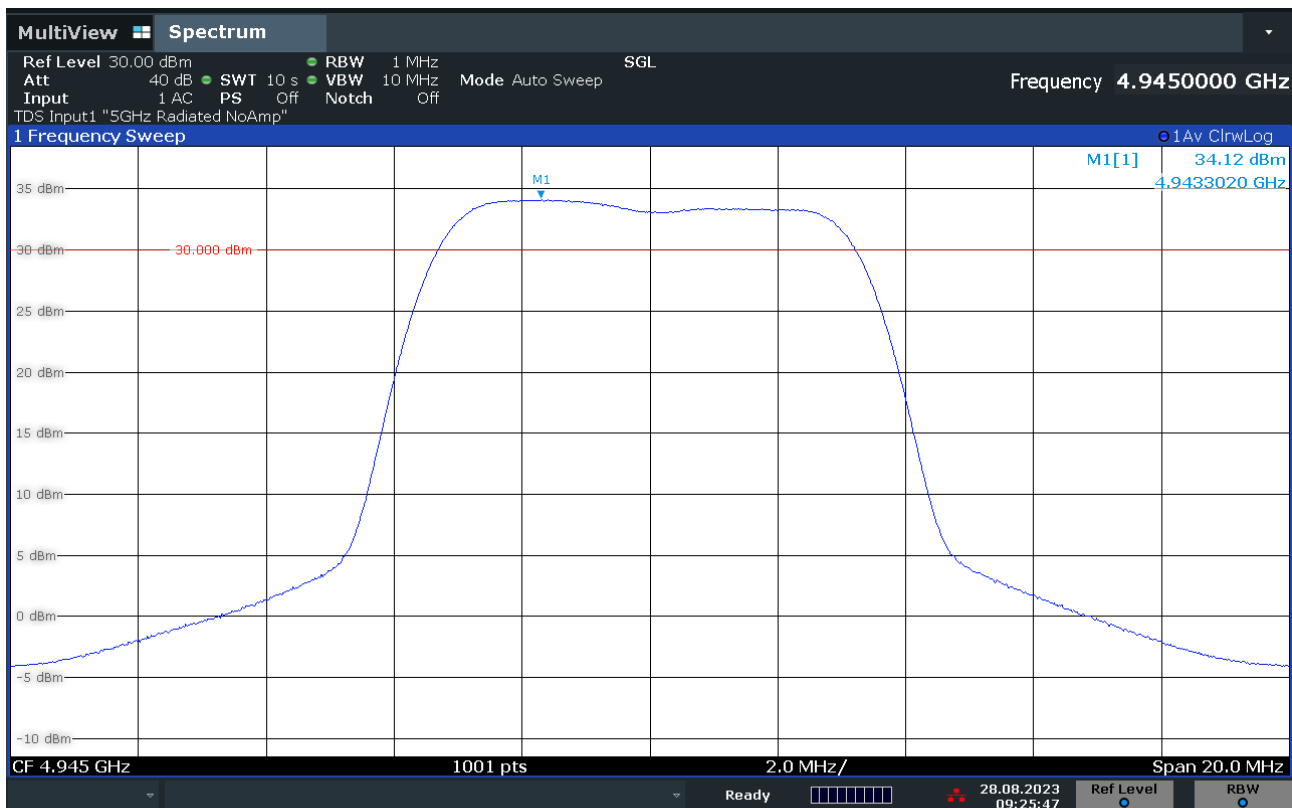 MultiView Spectrum
Ref Level 30.00 dBm RBW 1 MHz SGL
Att 40 dB SWT 10 s VBW 10 MHz Mode Auto Sweep Frequency 4.9450000 GHz
Input 1 AC PS Off Notch Off
TDS Input1 "5GHz Radiated NoAmp"
1 Frequency Sweep 1Av ClrwLog
M1[1] 34.12 dBm
4.9433020 GHz
M1
35 dBm
30 dBm 30.000 dBm
25 dBm
20 dBm
15 dBm
10 dBm
5 dBm
0 dBm
-5 dBm
-10 dBm
CF 4.945 GHz 1001 pts 2.0 MHz/ Span 20.0 MHz
Ready 28.08.2023 Ref Level RBW
09:25:47